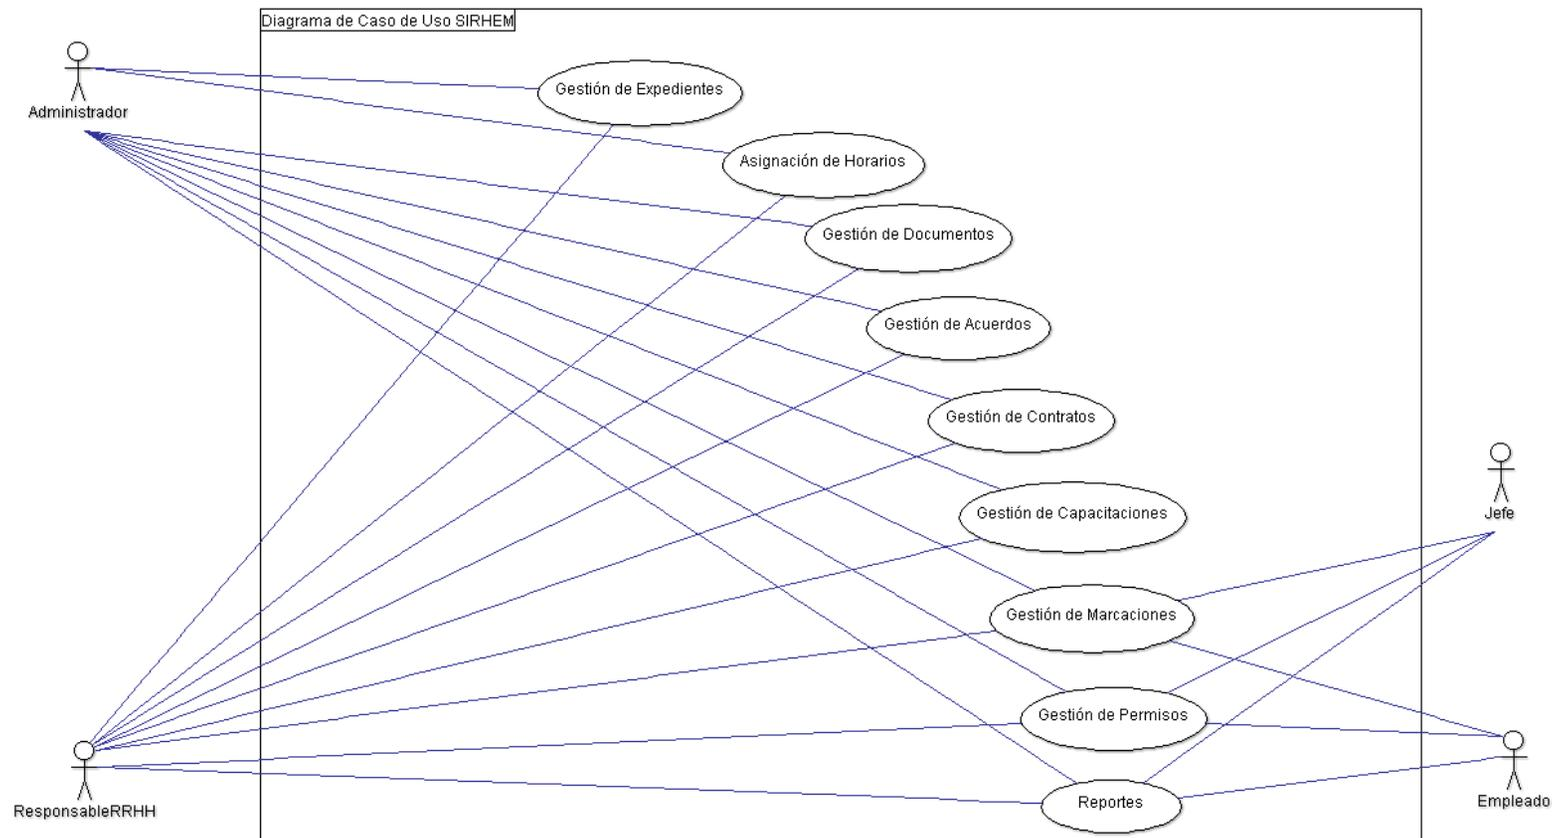 Diagrama de Caso de Uso SIRHEM
Administrador
Gestión de Expedientes
Asignación de Horarios
Gestión de Documentos
Gestión de Acuerdos
Gestión de Contratos
Gestión de Capacitaciones
Jefe
Gestión de Marcaciones
Gestión de Permisos
Reportes
Empleado
ResponsableRRHH